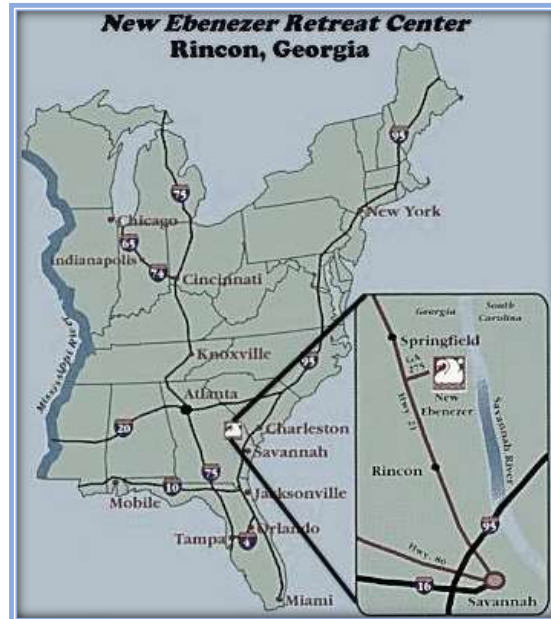 New Ebenezer Retreat Center
Rincon, Georgia
95
75
Chicago
New York
65
Indianapolis
74
Cincinnati
Mississippi River
Knoxville
95
Atlanta
20
Charleston
Savannah
75
10
Mobile
Jacksonville
Orlando
Tampa
4
Miami
Georgia
South
Carolina
Springfield
GA
275
New
Ebenezer
Hwy. 21
Savannah River
Rincon
95
Hwy. 80
16
Savannah